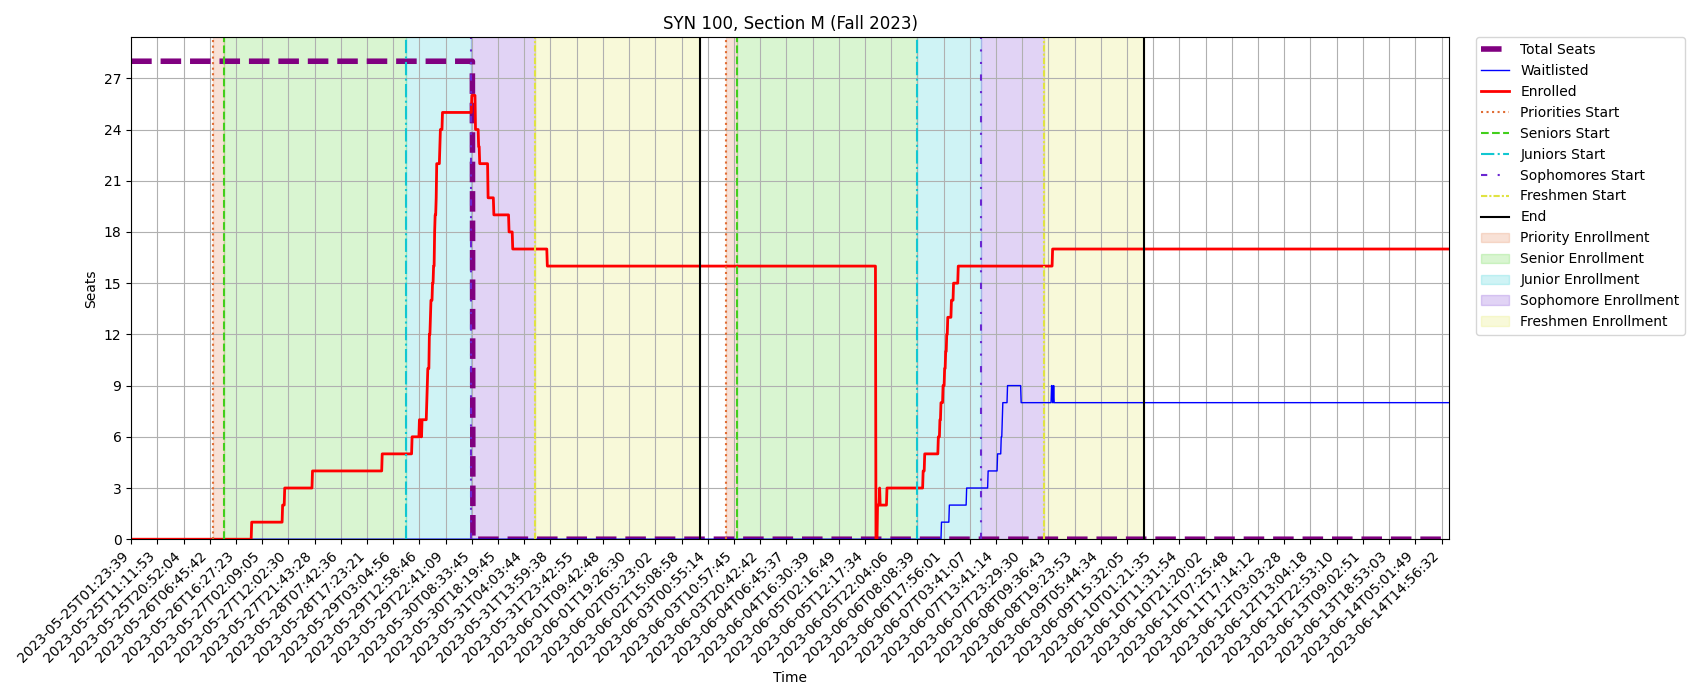 SYN 100, Section M (Fall 2023)
Seats
27
24
21
18
15
12
9
6
3
0
2023-05-25T01:23:39
2023-05-25T11:11:53
2023-05-25T20:52:04
2023-05-26T06:45:42
2023-05-26T16:27:23
2023-05-27T02:09:05
2023-05-27T12:02:30
2023-05-27T21:43:28
2023-05-28T07:42:36
2023-05-28T17:23:21
2023-05-29T03:04:56
2023-05-29T12:58:46
2023-05-29T22:41:09
2023-05-30T08:33:45
2023-05-30T18:19:45
2023-05-31T04:03:44
2023-05-31T13:59:38
2023-05-31T23:42:55
2023-06-01T09:42:48
2023-06-01T19:26:30
2023-06-02T05:23:02
2023-06-02T15:08:58
2023-06-03T00:55:14
2023-06-03T10:57:45
2023-06-03T20:42:42
2023-06-04T06:45:37
2023-06-04T16:30:39
2023-06-05T02:16:49
2023-06-05T12:17:34
2023-06-05T22:04:06
2023-06-06T08:08:39
2023-06-06T17:56:01
2023-06-07T03:41:07
2023-06-07T13:41:14
2023-06-07T23:29:30
2023-06-08T09:36:43
2023-06-08T19:23:53
2023-06-09T05:44:34
2023-06-09T15:32:05
2023-06-10T01:21:35
2023-06-10T11:31:54
2023-06-10T21:20:02
2023-06-11T07:25:48
2023-06-11T17:14:12
2023-06-12T03:03:28
2023-06-12T13:04:18
2023-06-12T22:53:10
2023-06-13T09:02:51
2023-06-13T18:53:03
2023-06-14T05:01:49
2023-06-14T14:56:32
Time
Total Seats
Waitlisted
Enrolled
Priorities Start
Seniors Start
Juniors Start
Sophomores Start
Freshmen Start
End
Priority Enrollment
Senior Enrollment
Junior Enrollment
Sophomore Enrollment
Freshmen Enrollment